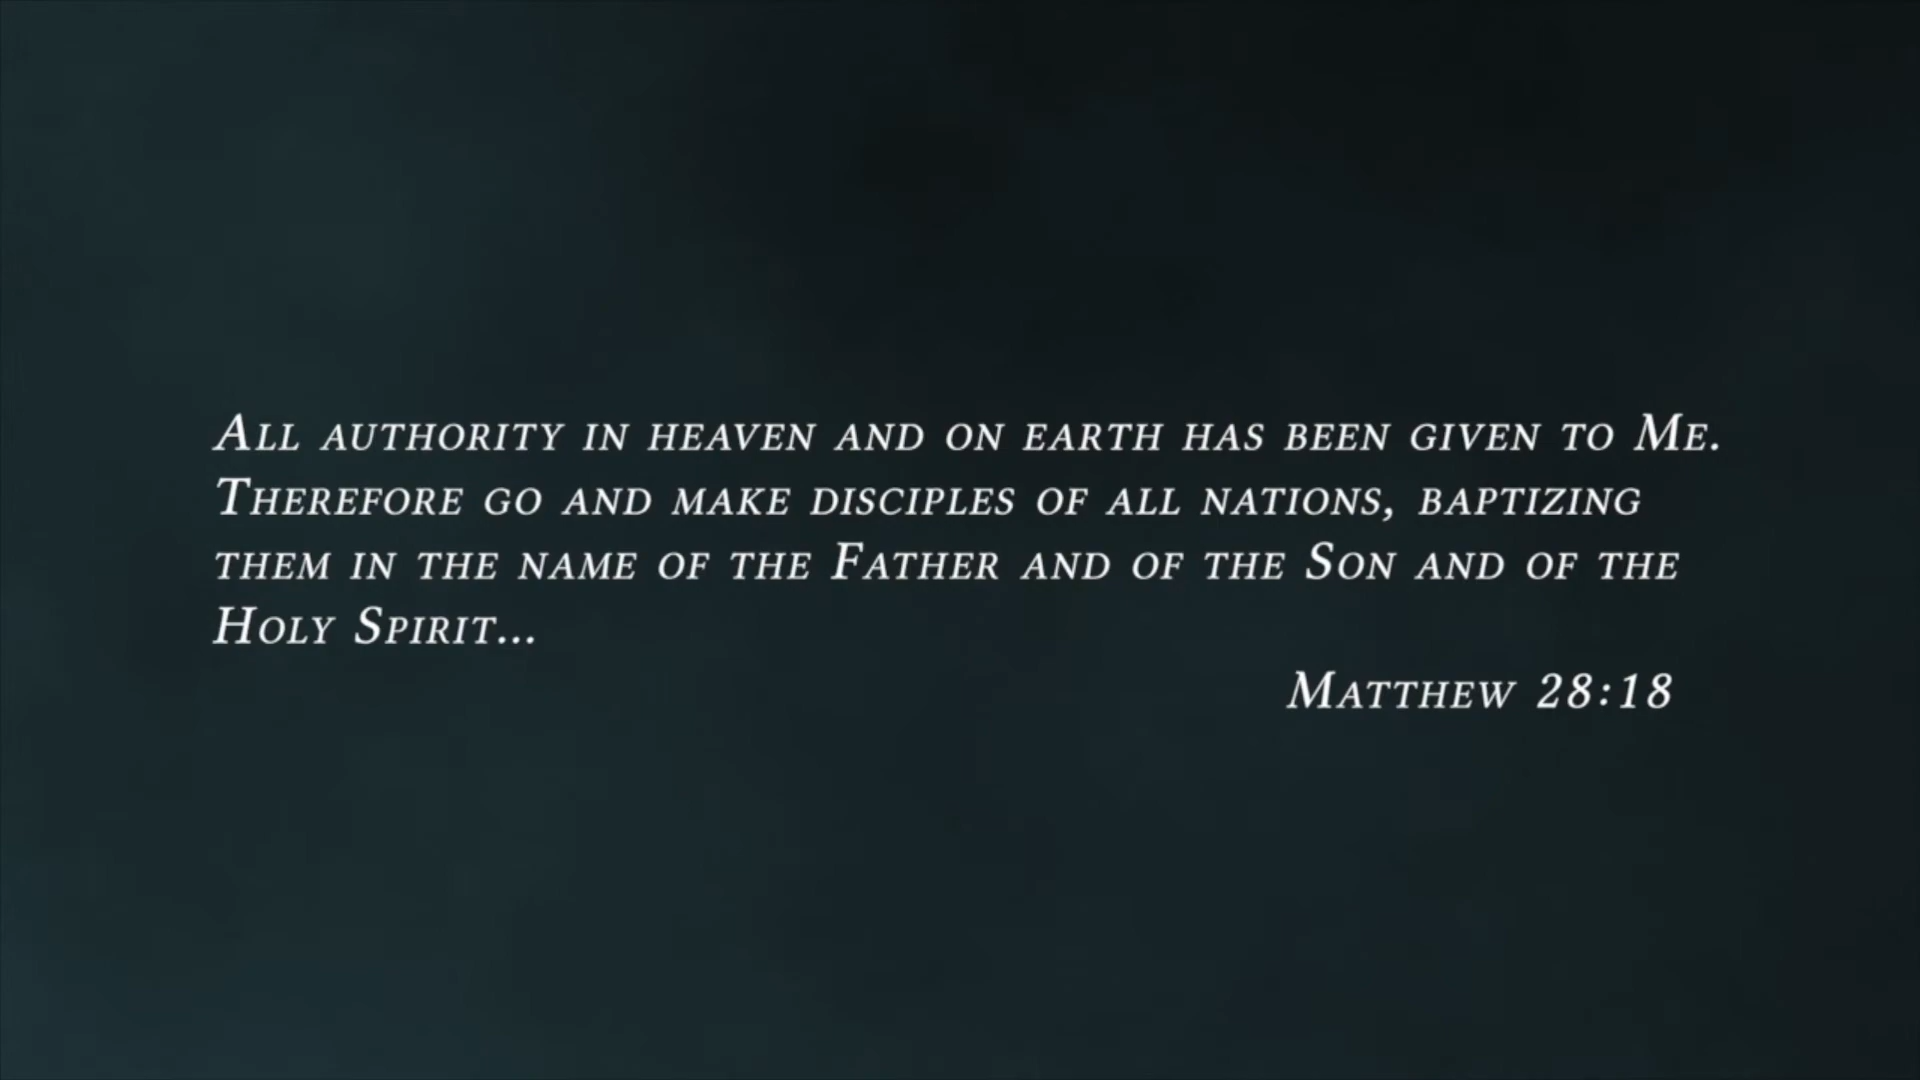 All authority in heaven and on earth has been given to Me.
Therefore go and make disciples of all nations, baptizing
them in the name of the Father and of the Son and of the
Holy Spirit...
Matthew 28:18